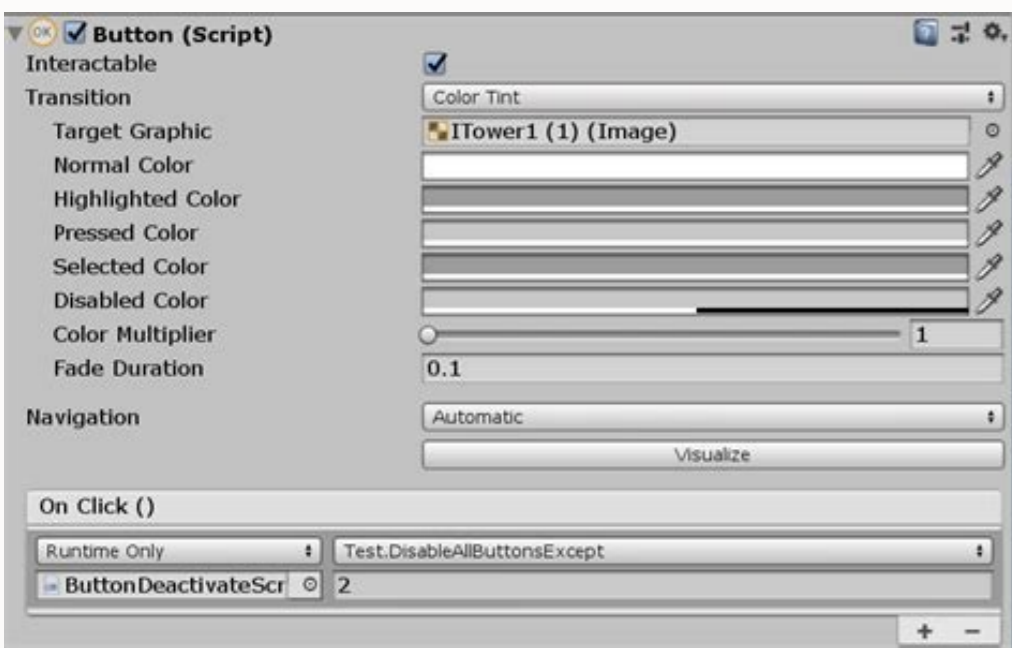 OK Button (Script)
Interactable
Transition Color Tint
Target Graphic ITower1 (1) (Image)
Normal Color
Highlighted Color
Pressed Color
Selected Color
Disabled Color
Color Multiplier 1
Fade Duration 0.1
Navigation Automatic
Visualize
On Click ()
Runtime Only Test.DisableAllButtonsExcept
ButtonDeactivateScr 2
+ −